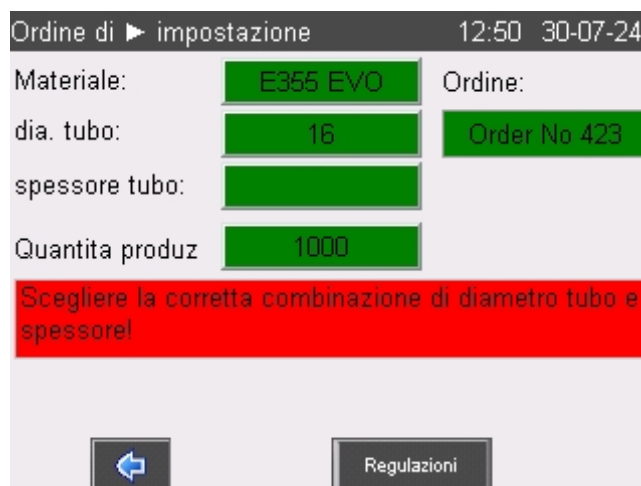 Ordine di ► impostazione 12:50 30-07-24
Materiale: E355 EVO Ordine:
dia. tubo: 16 Order No 423
spessore tubo:
Quantita produz 1000
Scegliere la corretta combinazione di diametro tubo e
spessore!
Regulazioni